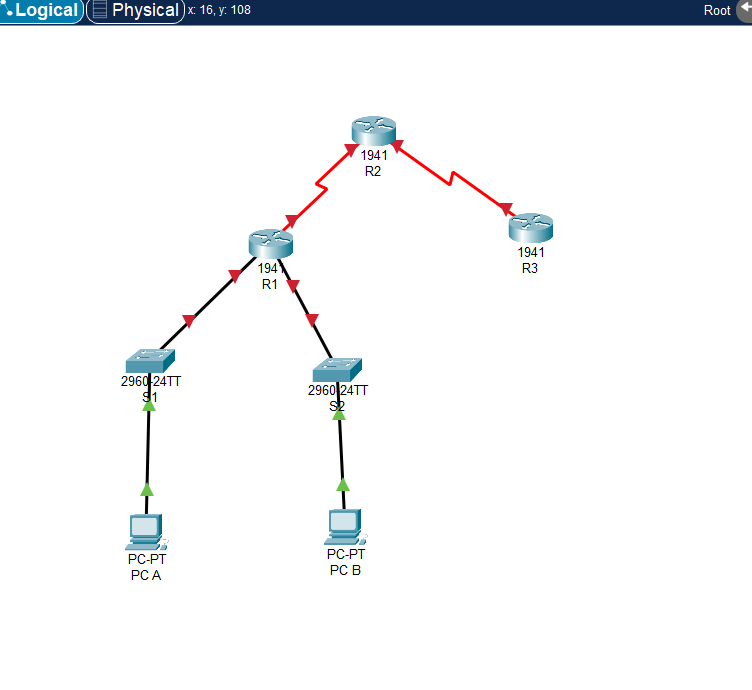 Logical Physical x: 16, y: 108 Root
1941
R2
1941
R3
1941
R1
2960-24TT
S1
2960-24TT
S2
PC-PT
PC A
PC-PT
PC B